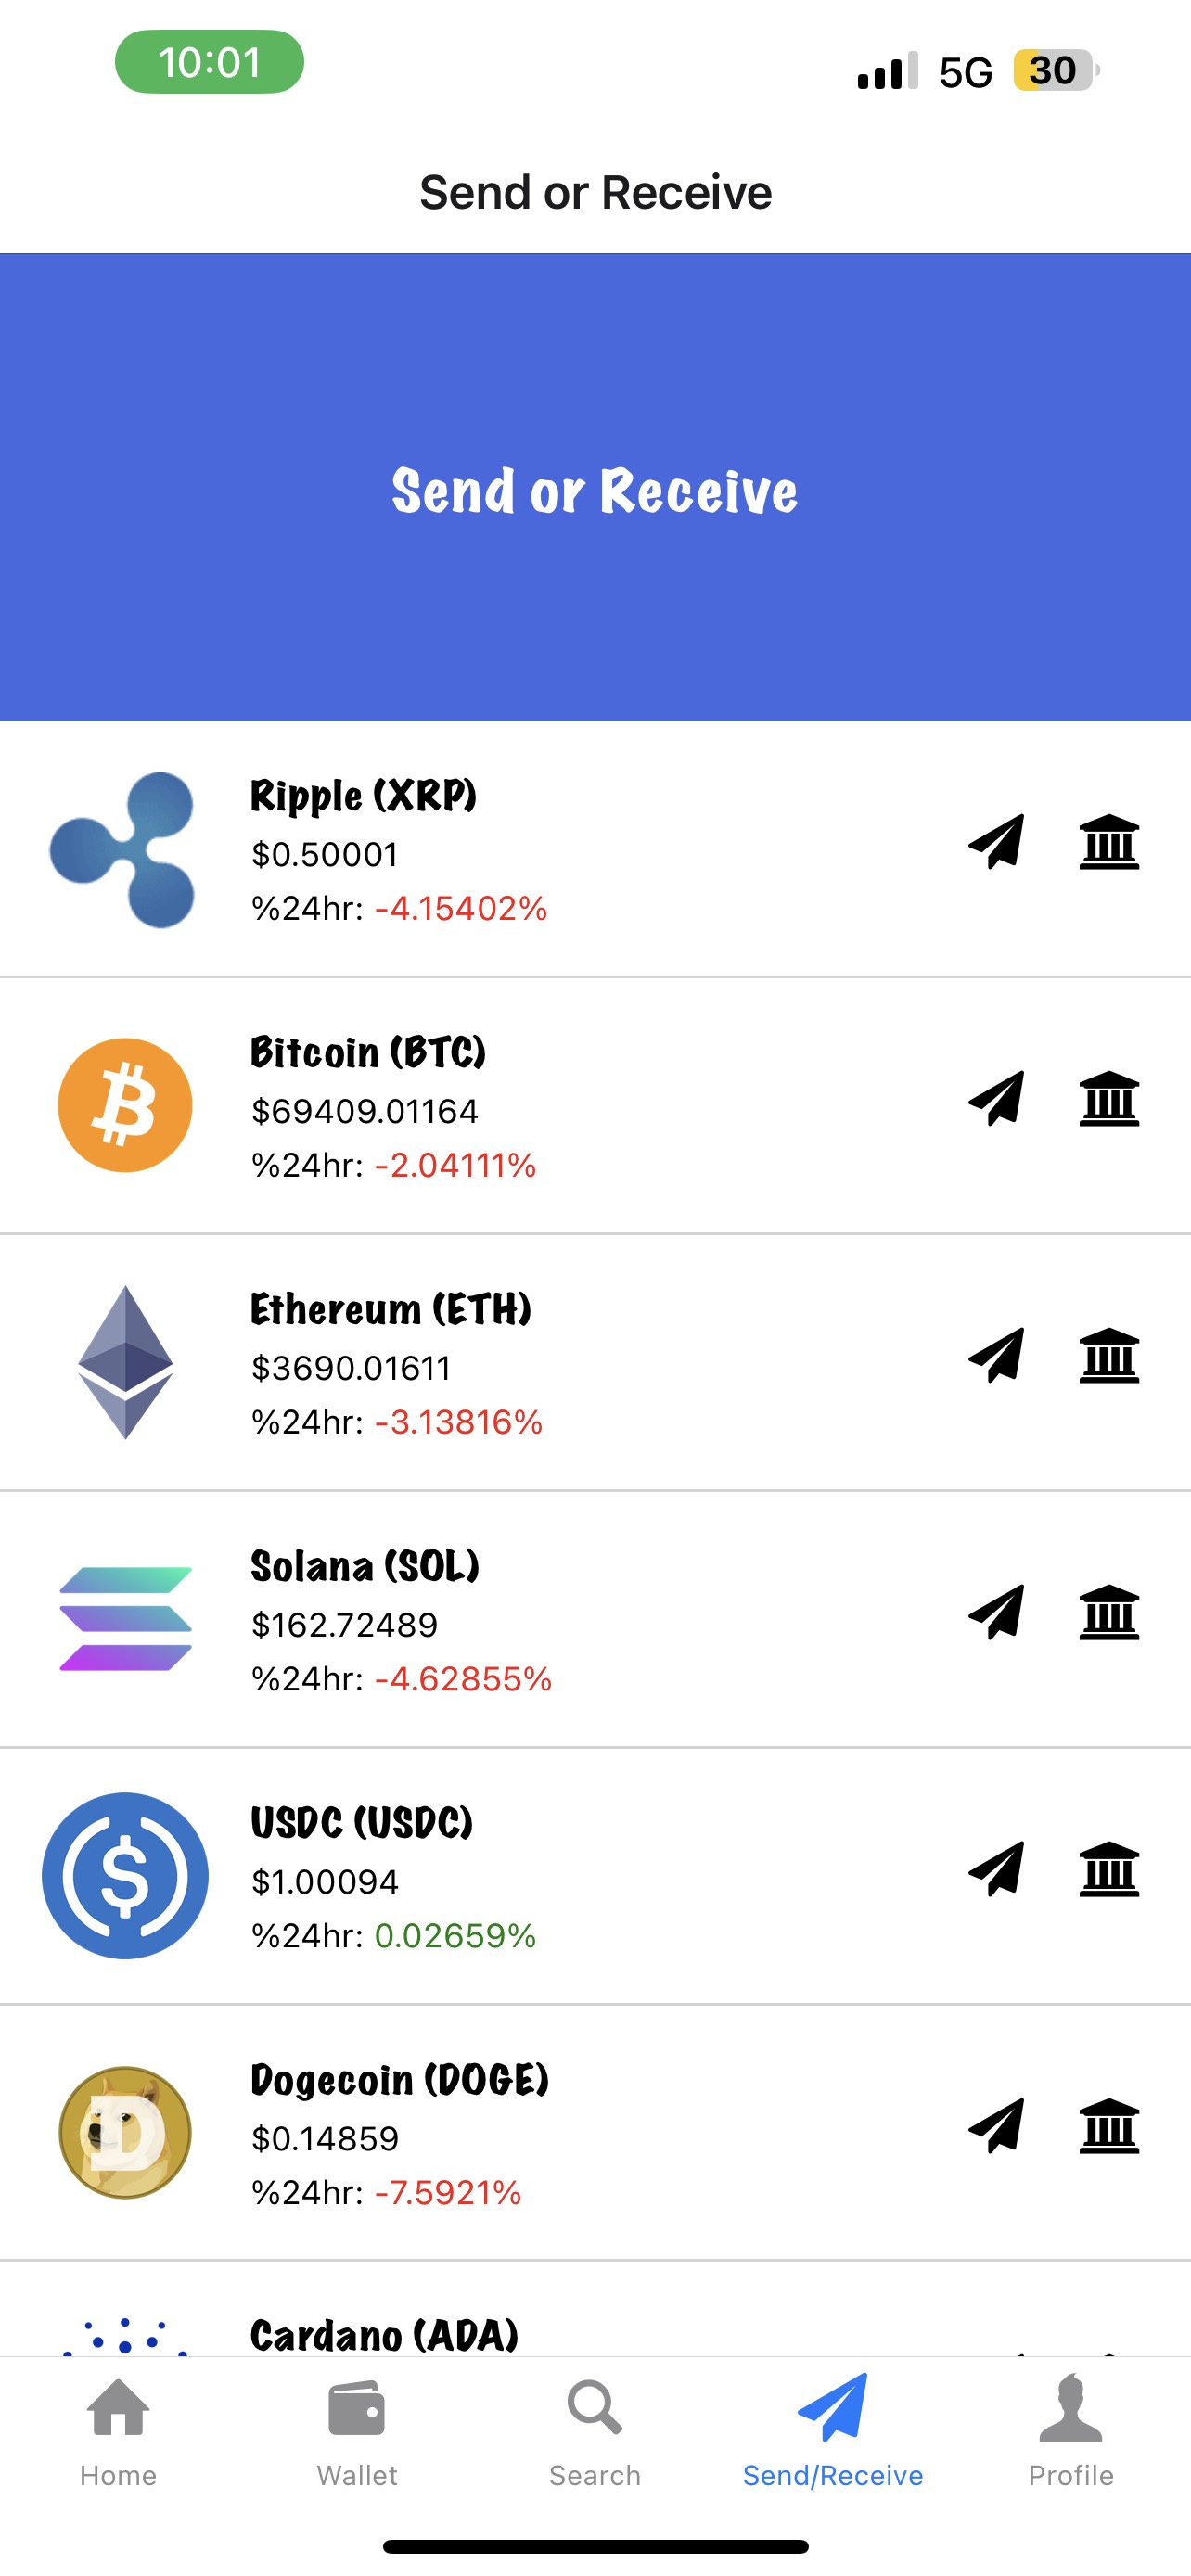 10:01
5G
30
Send or Receive
Send or Receive
Ripple (XRP)
$0.50001
%24hr: -4.15402%
Bitcoin (BTC)
$69409.01164
%24hr: -2.04111%
Ethereum (ETH)
$3690.01611
%24hr: -3.13816%
Solana (SOL)
$162.72489
%24hr: -4.62855%
USDC (USDC)
$1.00094
%24hr: 0.02659%
Dogecoin (DOGE)
$0.14859
%24hr: -7.5921%
Cardano (ADA)
Home
Wallet
Search
Send/Receive
Profile